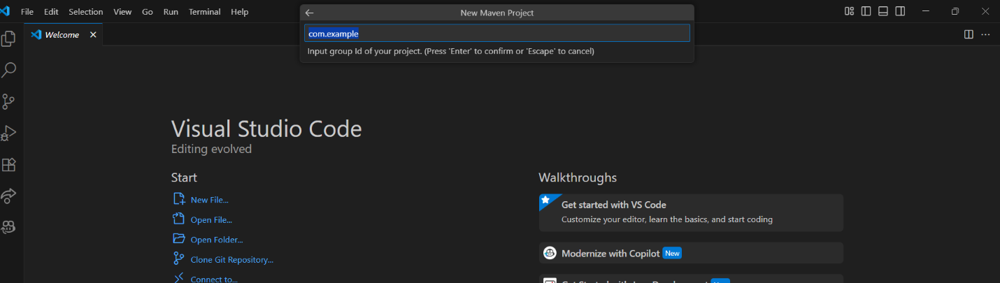 File Edit Selection View Go Run Terminal Help
New Maven Project
com.example
Input group Id of your project. (Press 'Enter' to confirm or 'Escape' to cancel)
Welcome
Visual Studio Code
Editing evolved
Start
New File...
Open File...
Open Folder...
Clone Git Repository...
Connect to...
Walkthroughs
Get started with VS Code
Customize your editor, learn the basics, and start coding
Modernize with Copilot New